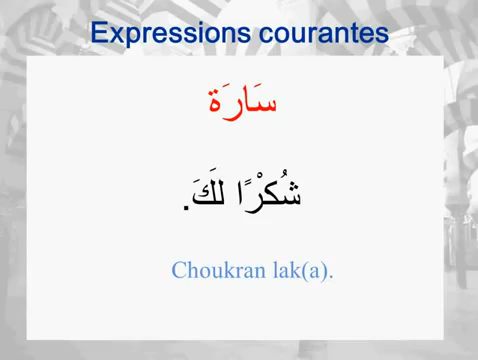 Expressions courantes
سَارَة
شُكْرًا لَكَ.
Choukran lak(a).